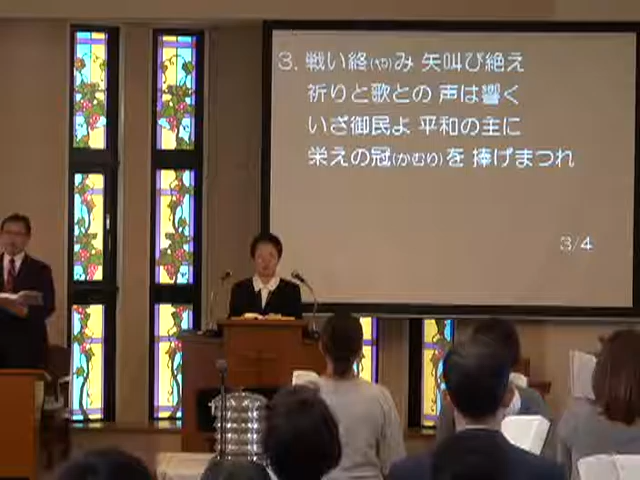 3. 戦い終(や)み 矢叫び絶え
祈りと歌との 声は響く
いざ御民よ 平和の主に
栄えの冠(かむり)を 捧げまつれ
3/4